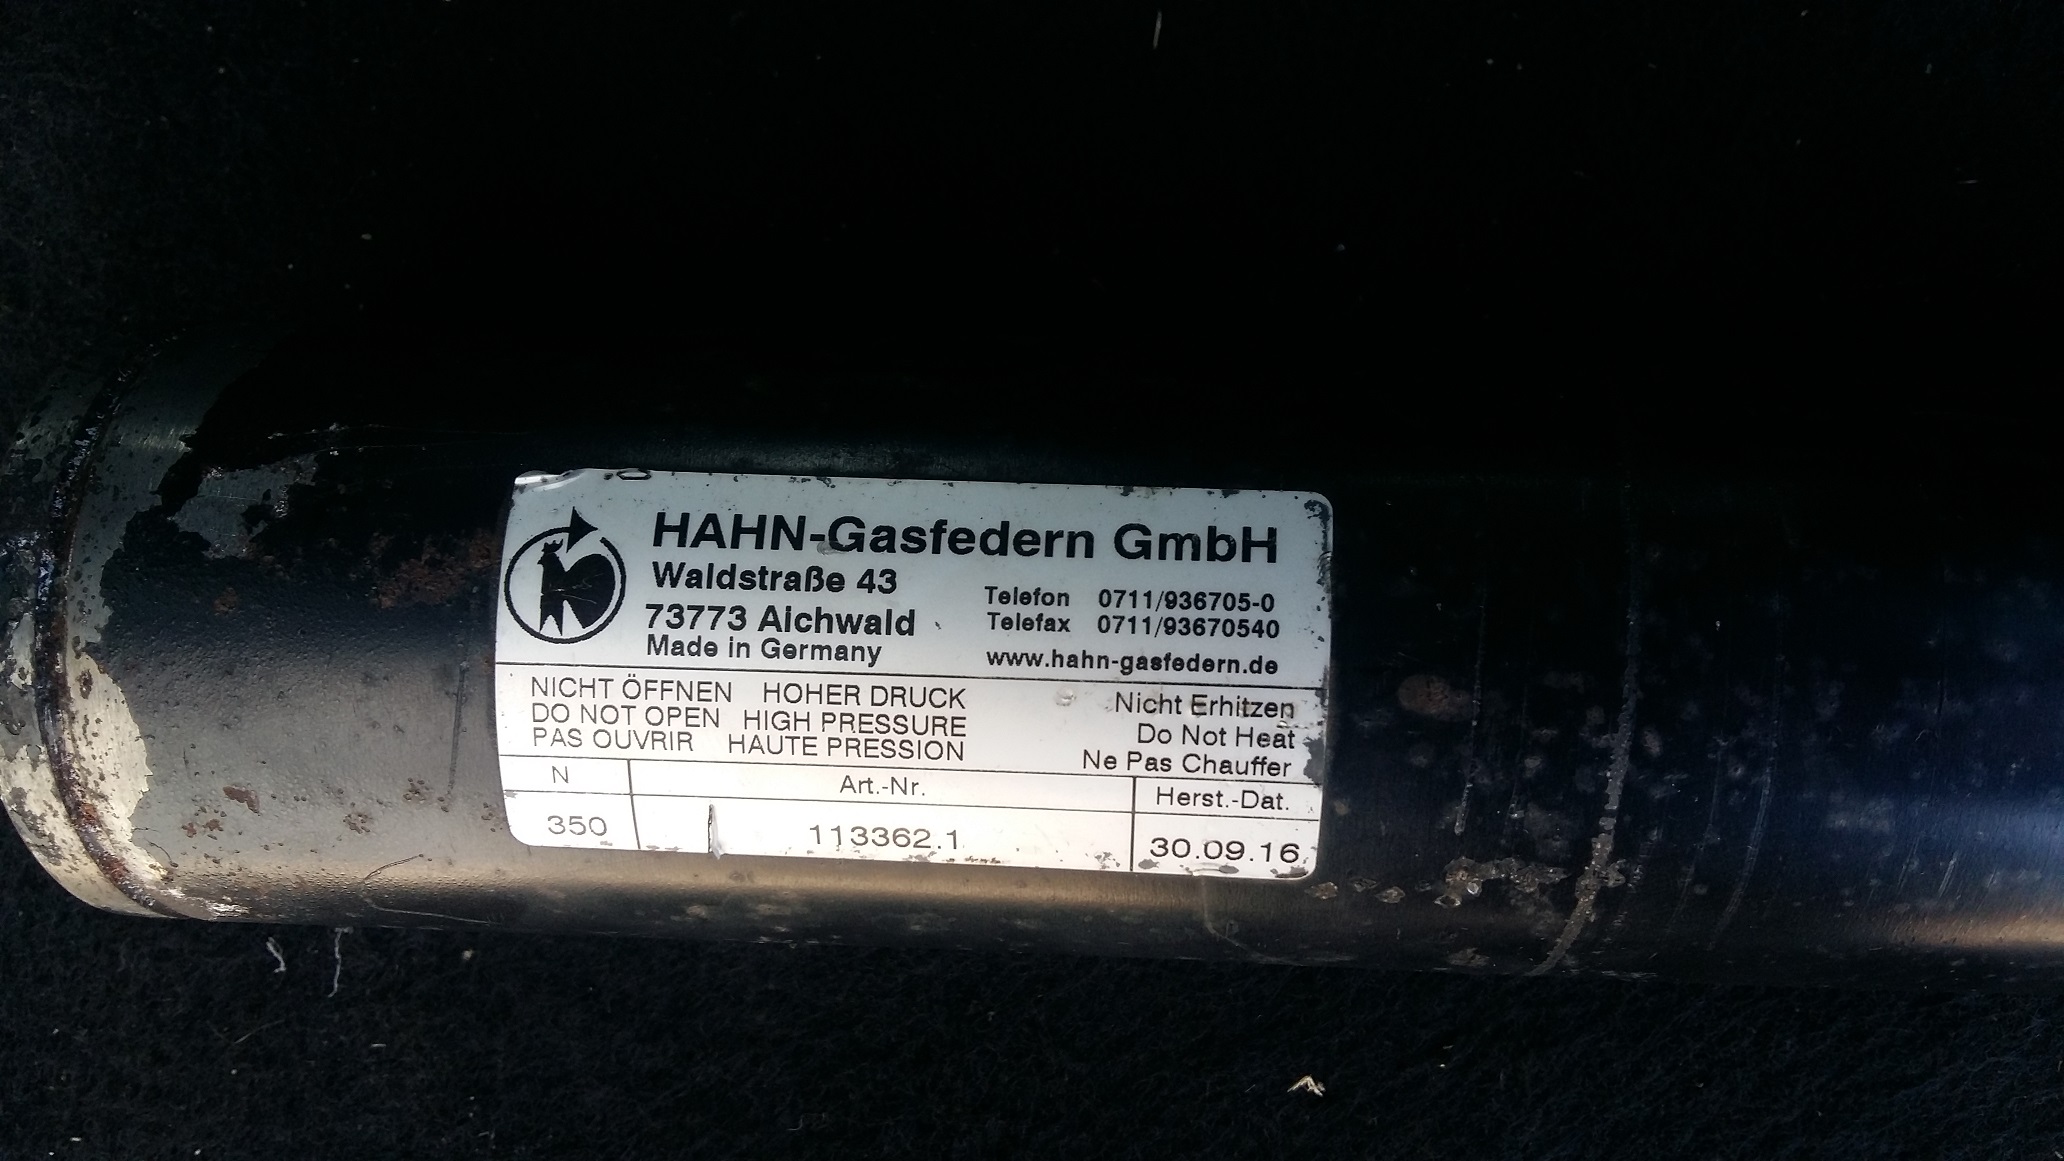 HAHN-Gasfedern GmbH
Waldstraße 43
73773 Aichwald
Made in Germany
Telefon 0711/936705-0
Telefax 0711/93670540
www.hahn-gasfedern.de
NICHT ÖFFNEN HOHER DRUCK
DO NOT OPEN HIGH PRESSURE
PAS OUVRIR HAUTE PRESSION
Nicht Erhitzen
Do Not Heat
Ne Pas Chauffer
N Art.-Nr. Herst.-Dat.
350 113362.1 30.09.16